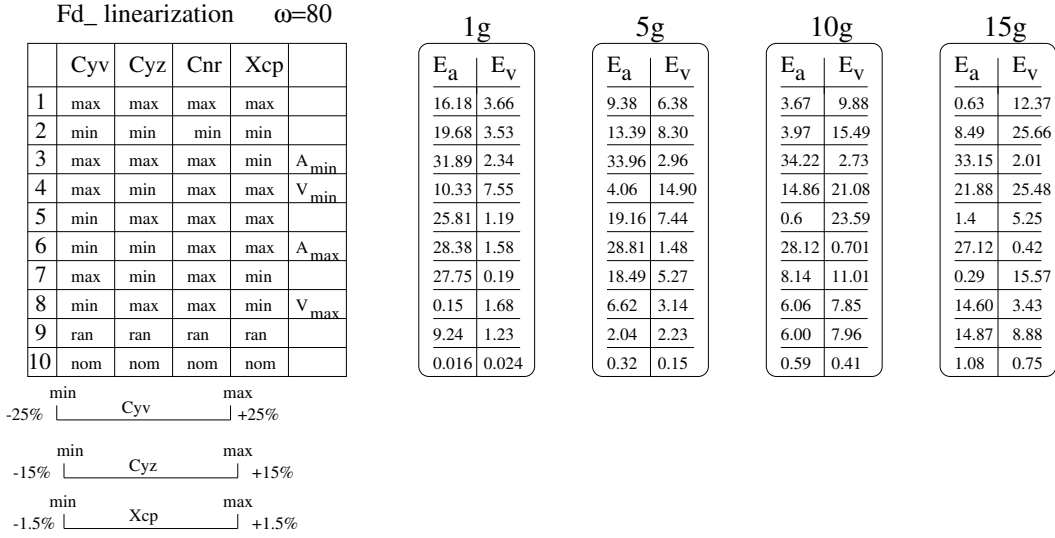 Fd_ linearization ω=80 1g 5g 10g 15g
Cyv Cyz Cnr Xcp E_a E_v E_a E_v E_a E_v E_a E_v
1 max max max max 16.18 3.66 9.38 6.38 3.67 9.88 0.63 12.37
2 min min min min 19.68 3.53 13.39 8.30 3.97 15.49 8.49 25.66
3 max max max min A_min 31.89 2.34 33.96 2.96 34.22 2.73 33.15 2.01
4 max min max max V_min 10.33 7.55 4.06 14.90 14.86 21.08 21.88 25.48
5 min max max max 25.81 1.19 19.16 7.44 0.6 23.59 1.4 5.25
6 min min max max A_max 28.38 1.58 28.81 1.48 28.12 0.701 27.12 0.42
7 max min max min 27.75 0.19 18.49 5.27 8.14 11.01 0.29 15.57
8 min max max min V_max 0.15 1.68 6.62 3.14 6.06 7.85 14.60 3.43
9 ran ran ran ran 9.24 1.23 2.04 2.23 6.00 7.96 14.87 8.88
10 nom nom nom nom 0.016 0.024 0.32 0.15 0.59 0.41 1.08 0.75
min max
-25% Cyv +25%
min max
-15% Cyz +15%
min max
-1.5% Xcp +1.5%